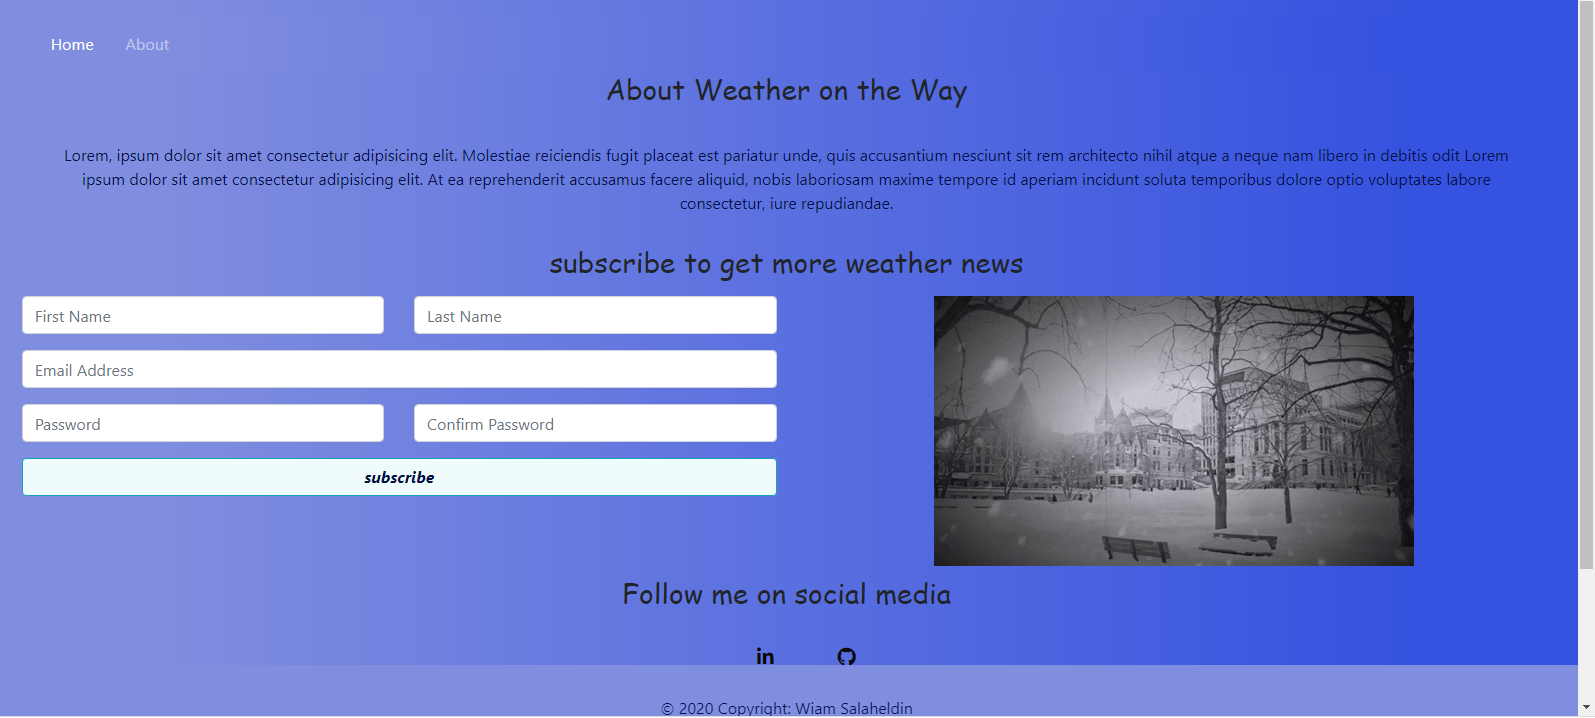 Home About
About Weather on the Way
Lorem, ipsum dolor sit amet consectetur adipisicing elit. Molestiae reiciendis fugit placeat est pariatur unde, quis accusantium nesciunt sit rem architecto nihil atque a neque nam libero in debitis odit Lorem
ipsum dolor sit amet consectetur adipisicing elit. At ea reprehenderit accusamus facere aliquid, nobis laboriosam maxime tempore id aperiam incidunt soluta temporibus dolore optio voluptates labore
consectetur, iure repudiandae.
subscribe to get more weather news
First Name Last Name
Email Address
Password Confirm Password
subscribe
Follow me on social media
in
© 2020 Copyright: Wiam Salaheldin